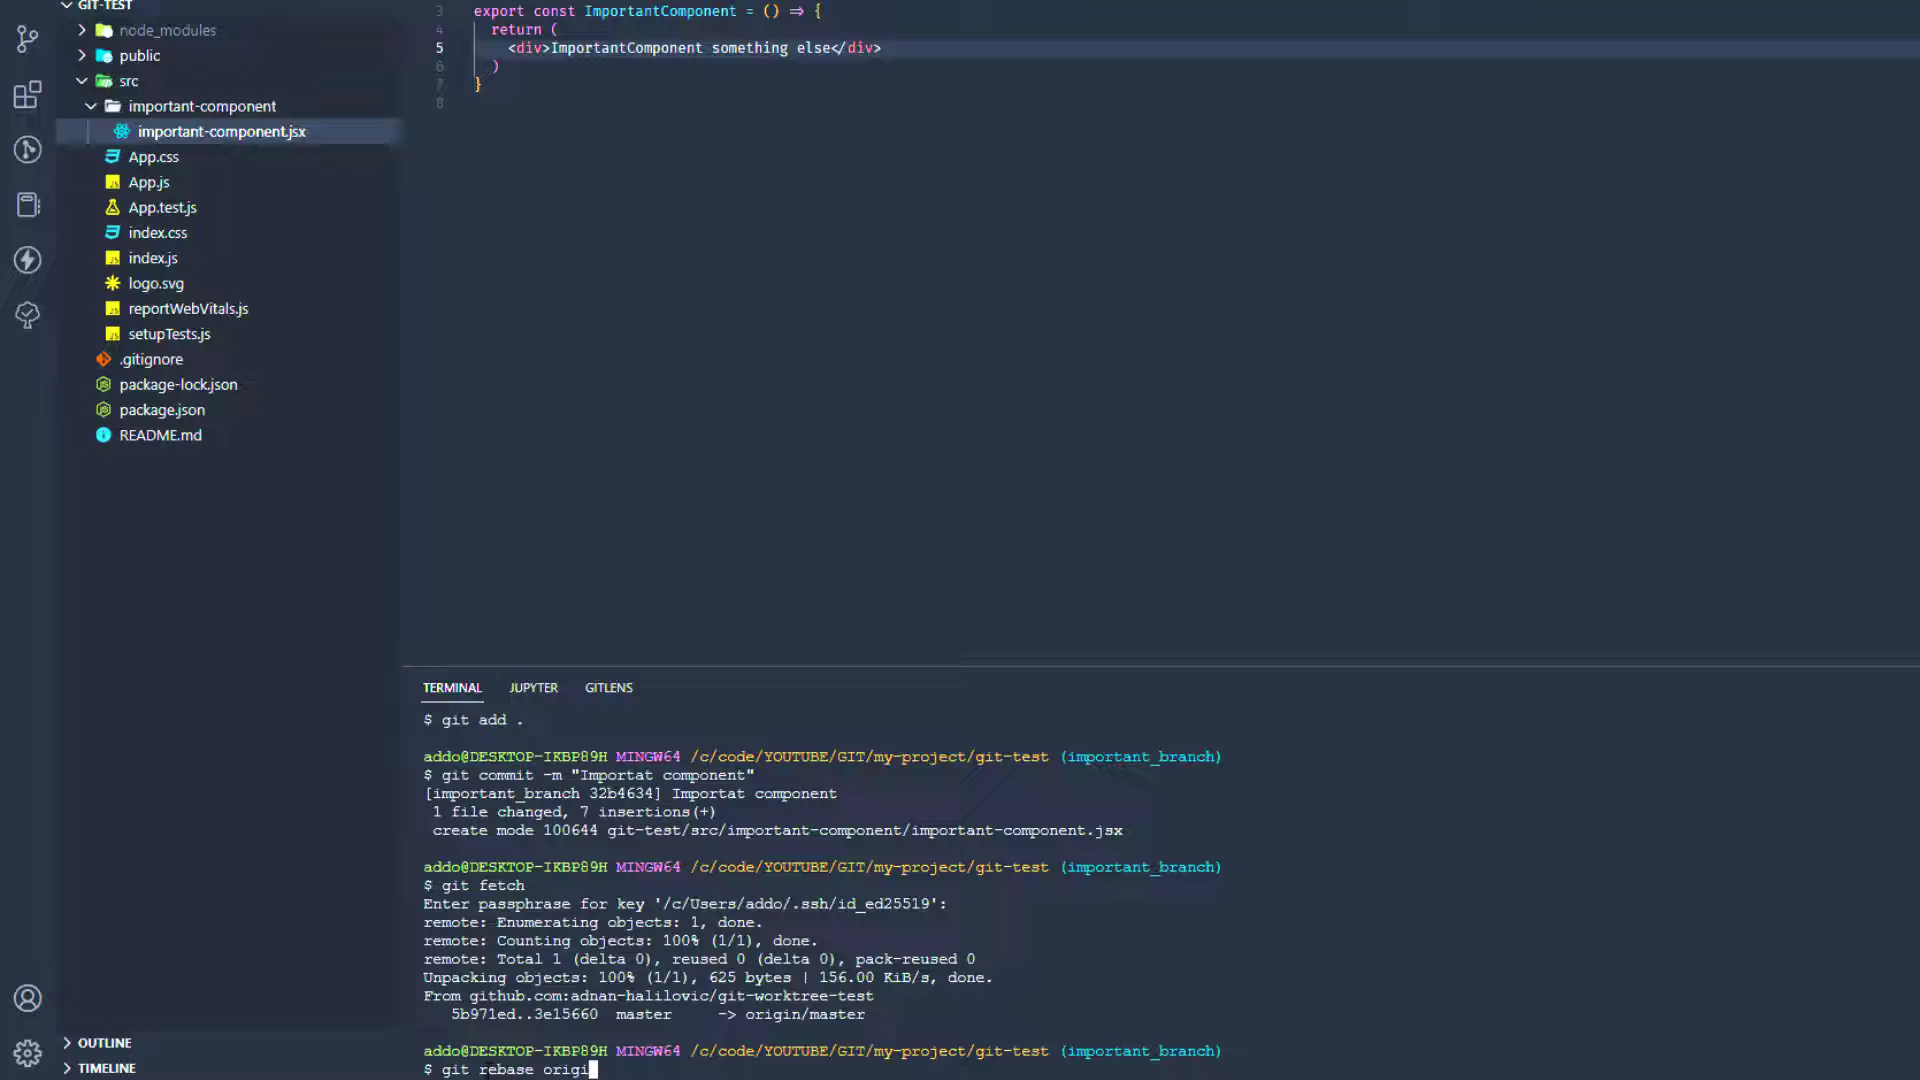 GIT-TEST
node_modules
public
src
important-component
important-component.jsx
App.css
App.js
App.test.js
index.css
index.js
logo.svg
reportWebVitals.js
setupTests.js
.gitignore
package-lock.json
package.json
README.md
OUTLINE
TIMELINE
3 export const ImportantComponent = () => {
4 return (
5 <div>ImportantComponent something else</div>
6 )
7 }
8
TERMINAL JUPYTER GITLENS
$ git add .
addo@DESKTOP-IKBP89H MINGW64 /c/code/YOUTUBE/GIT/my-project/git-test (important_branch)
$ git commit -m "Importat component"
[important_branch 32b4634] Importat component
1 file changed, 7 insertions(+)
create mode 100644 git-test/src/important-component/important-component.jsx
addo@DESKTOP-IKBP89H MINGW64 /c/code/YOUTUBE/GIT/my-project/git-test (important_branch)
$ git fetch
Enter passphrase for key '/c/Users/addo/.ssh/id_ed25519':
remote: Enumerating objects: 1, done.
remote: Counting objects: 100% (1/1), done.
remote: Total 1 (delta 0), reused 0 (delta 0), pack-reused 0
Unpacking objects: 100% (1/1), 625 bytes | 156.00 KiB/s, done.
From github.com:adnan-halilovic/git-worktree-test
5b971ed..3e15660 master -> origin/master
addo@DESKTOP-IKBP89H MINGW64 /c/code/YOUTUBE/GIT/my-project/git-test (important_branch)
$ git rebase origi